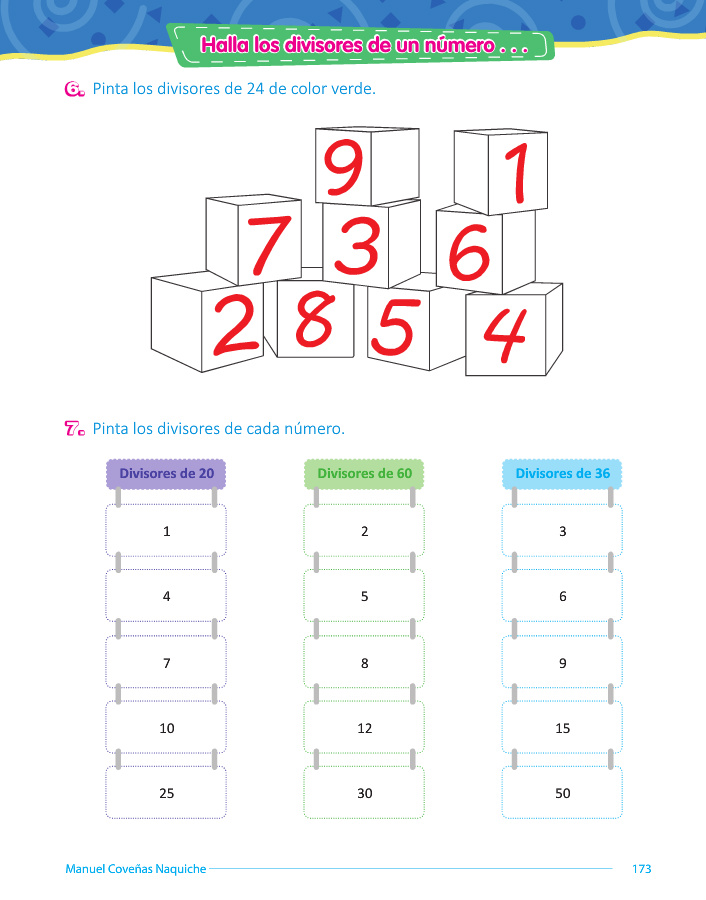 Halla los divisores de un número . . .
6. Pinta los divisores de 24 de color verde.
9 1
7 3 6
2 8 5 4
7. Pinta los divisores de cada número.
Divisores de 20 Divisores de 60 Divisores de 36
1 2 3
4 5 6
7 8 9
10 12 15
25 30 50
Manuel Coveñas Naquiche 173